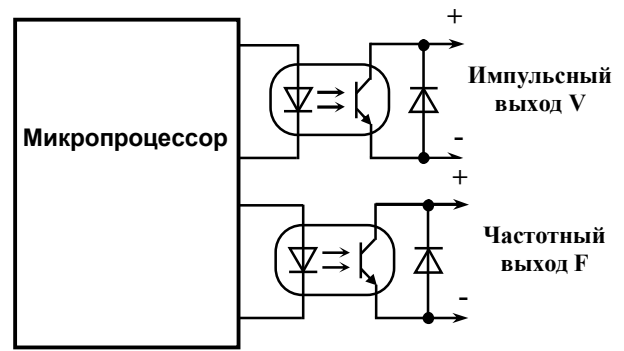 Микропроцессор
+
Импульсный
выход V
-
+
Частотный
выход F
-